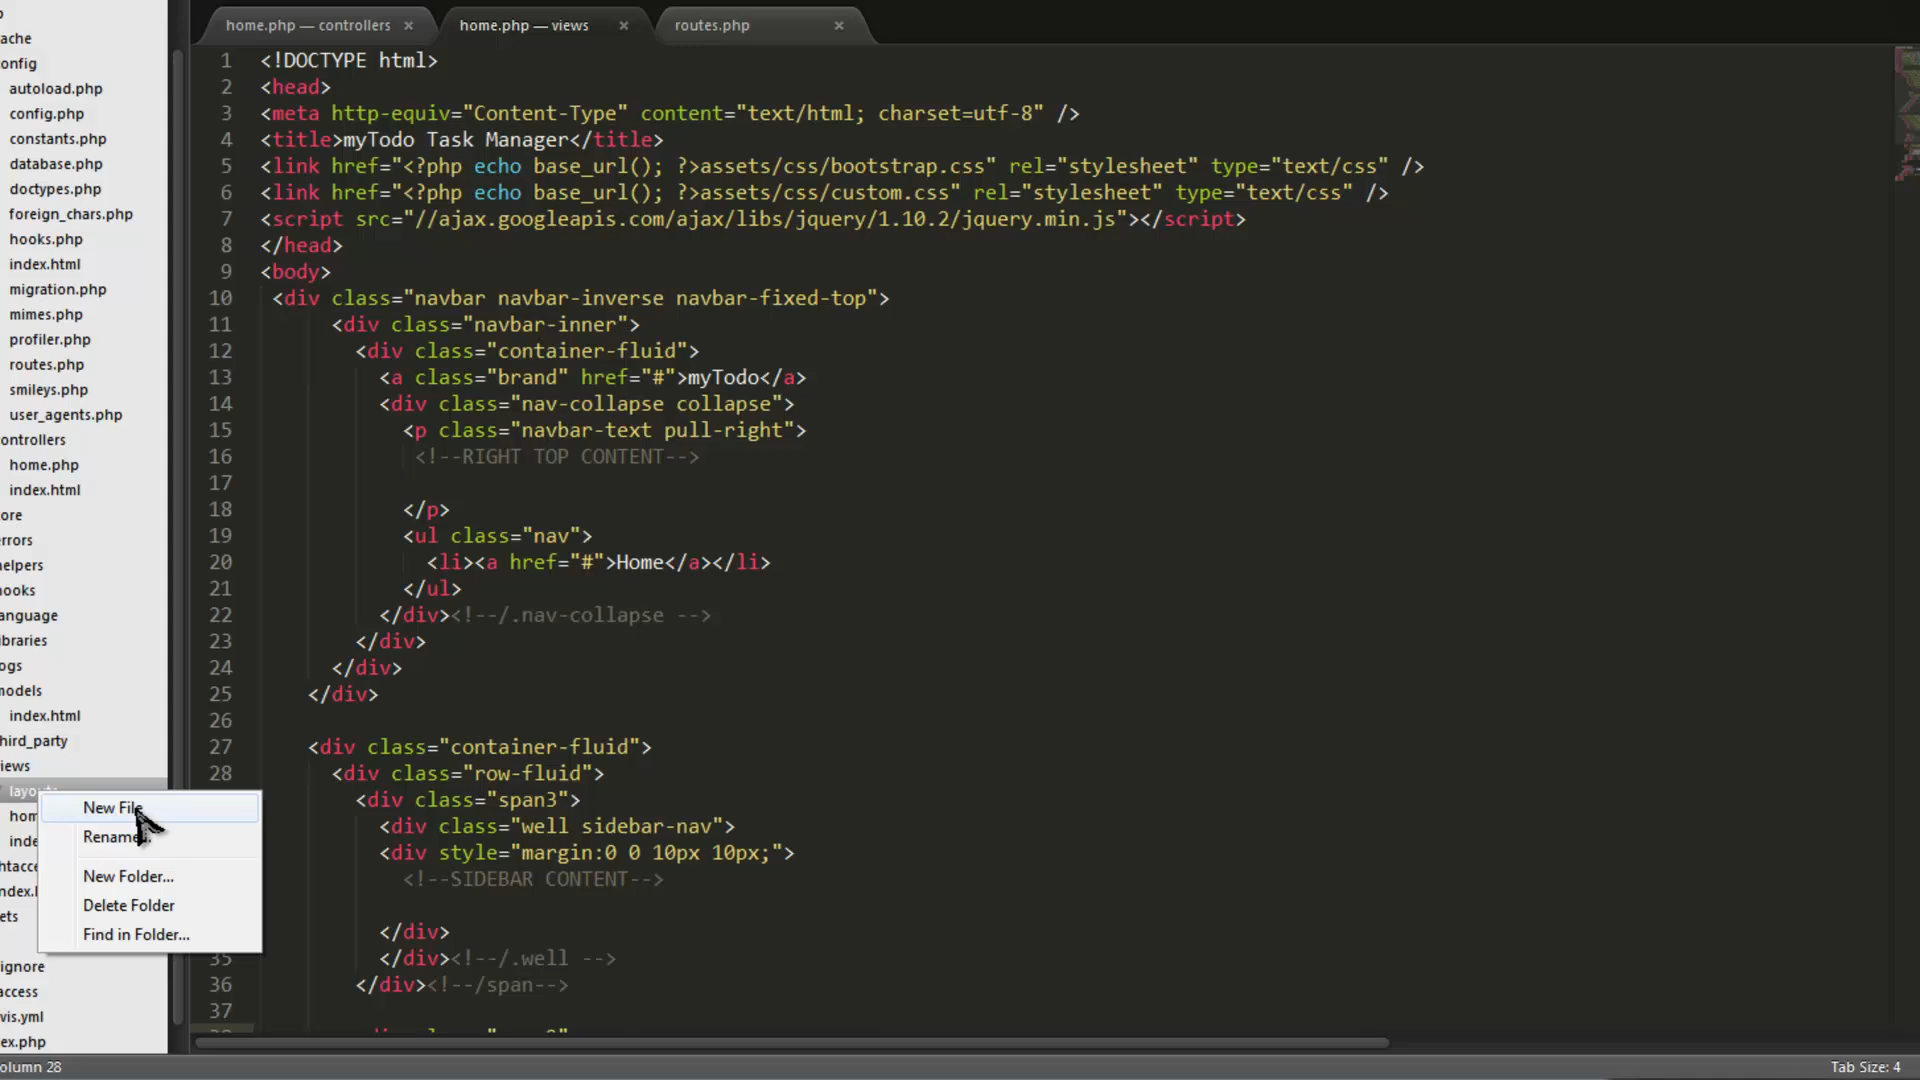 home.php — controllers × home.php — views × routes.php ×
ache
onfig
autoload.php
config.php
constants.php
database.php
doctypes.php
foreign_chars.php
hooks.php
index.html
migration.php
mimes.php
profiler.php
routes.php
smileys.php
user_agents.php
ontrollers
home.php
index.html
ore
rrors
elpers
ooks
anguage
braries
ogs
nodels
index.html
hird_party
iews
hom
inde
htacce
ndex.
ets
ignore
access
vis.yml
ex.php
New File
Rename...
New Folder...
Delete Folder
Find in Folder...
1 <!DOCTYPE html>
2 <head>
3 <meta http-equiv="Content-Type" content="text/html; charset=utf-8" />
4 <title>myTodo Task Manager</title>
5 <link href="<?php echo base_url(); ?>assets/css/bootstrap.css" rel="stylesheet" type="text/css" />
6 <link href="<?php echo base_url(); ?>assets/css/custom.css" rel="stylesheet" type="text/css" />
7 <script src="//ajax.googleapis.com/ajax/libs/jquery/1.10.2/jquery.min.js"></script>
8 </head>
9 <body>
10 <div class="navbar navbar-inverse navbar-fixed-top">
11 <div class="navbar-inner">
12 <div class="container-fluid">
13 <a class="brand" href="#">myTodo</a>
14 <div class="nav-collapse collapse">
15 <p class="navbar-text pull-right">
16 <!--RIGHT TOP CONTENT-->
17
18 </p>
19 <ul class="nav">
20 <li><a href="#">Home</a></li>
21 </ul>
22 </div><!--/.nav-collapse -->
23 </div>
24 </div>
25 </div>
26
27 <div class="container-fluid">
28 <div class="row-fluid">
<div class="span3">
<div class="well sidebar-nav">
<div style="margin:0 0 10px 10px;">
<!--SIDEBAR CONTENT-->
</div>
35 </div><!--/.well -->
36 </div><!--/span-->
37
olumn 28
Tab Size: 4